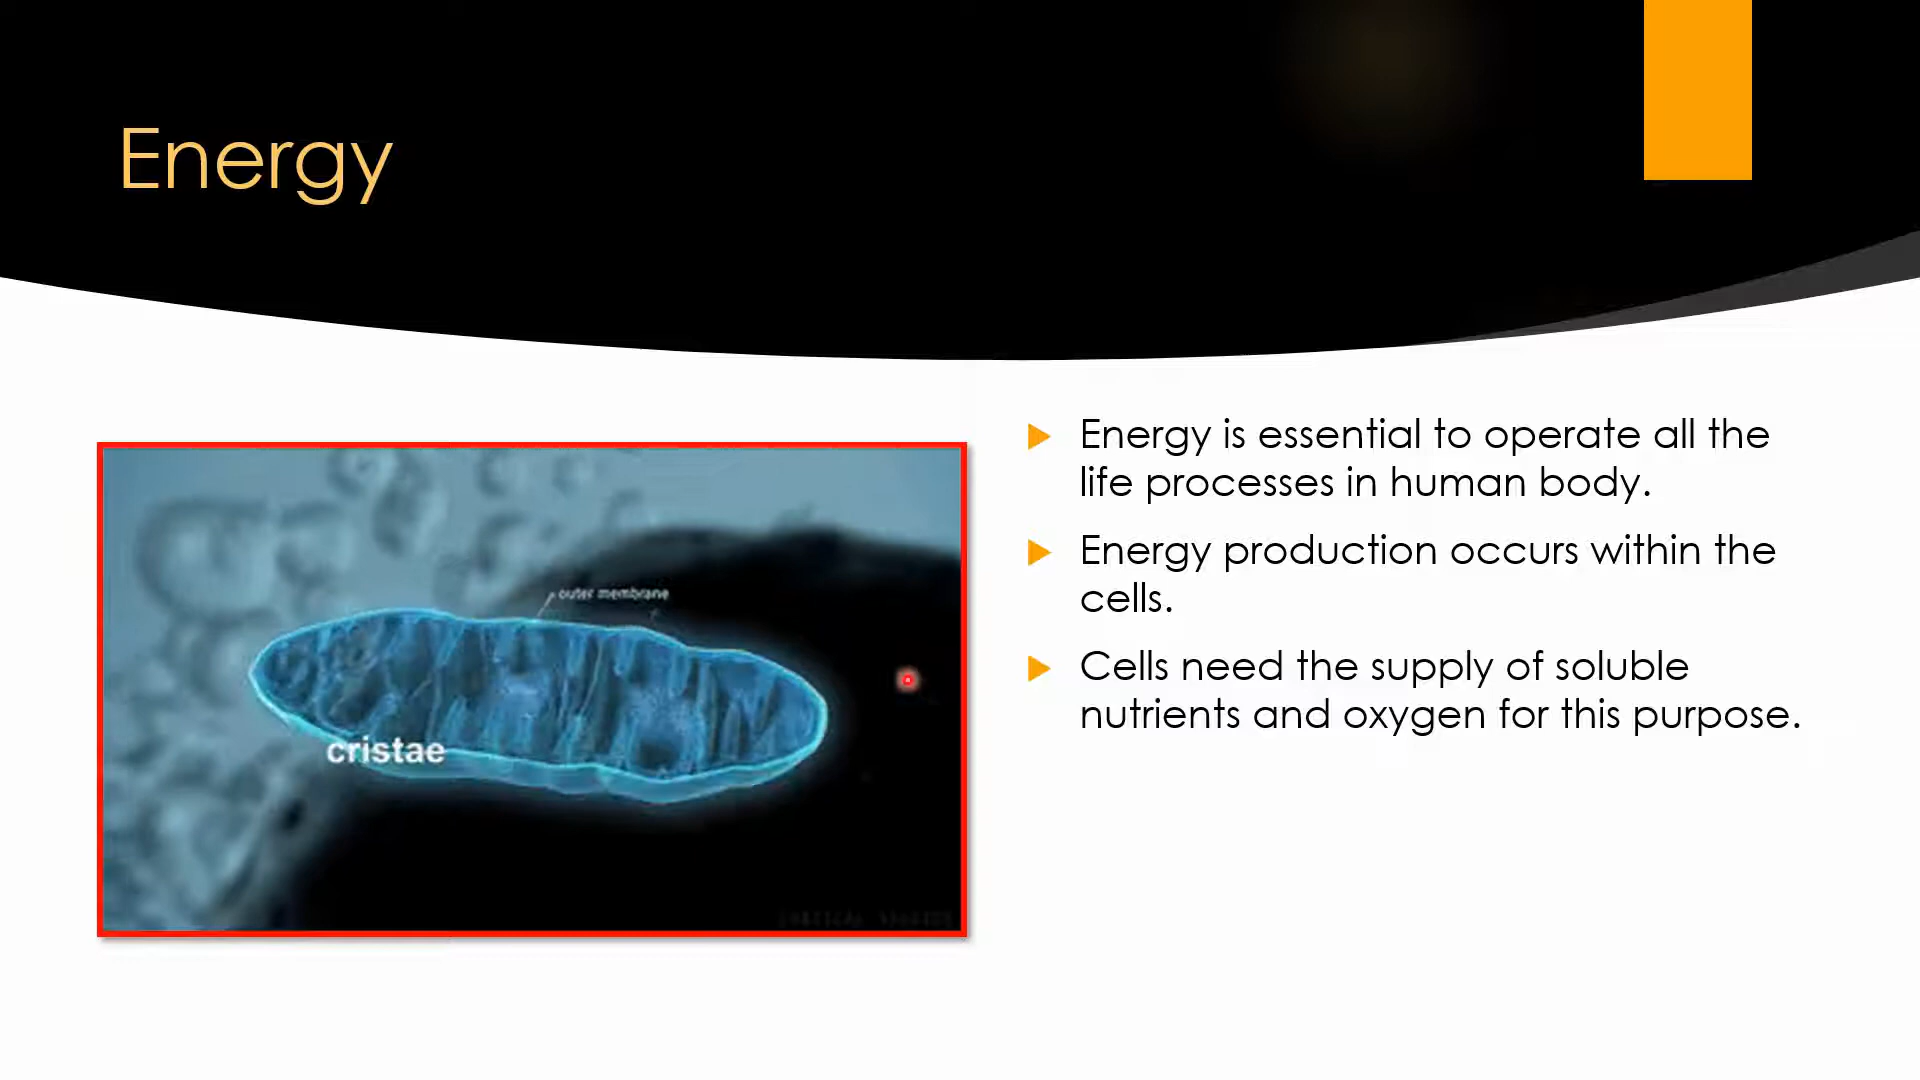 Energy
outer membrane
cristae
Energy is essential to operate all the
life processes in human body.
Energy production occurs within the
cells.
Cells need the supply of soluble
nutrients and oxygen for this purpose.